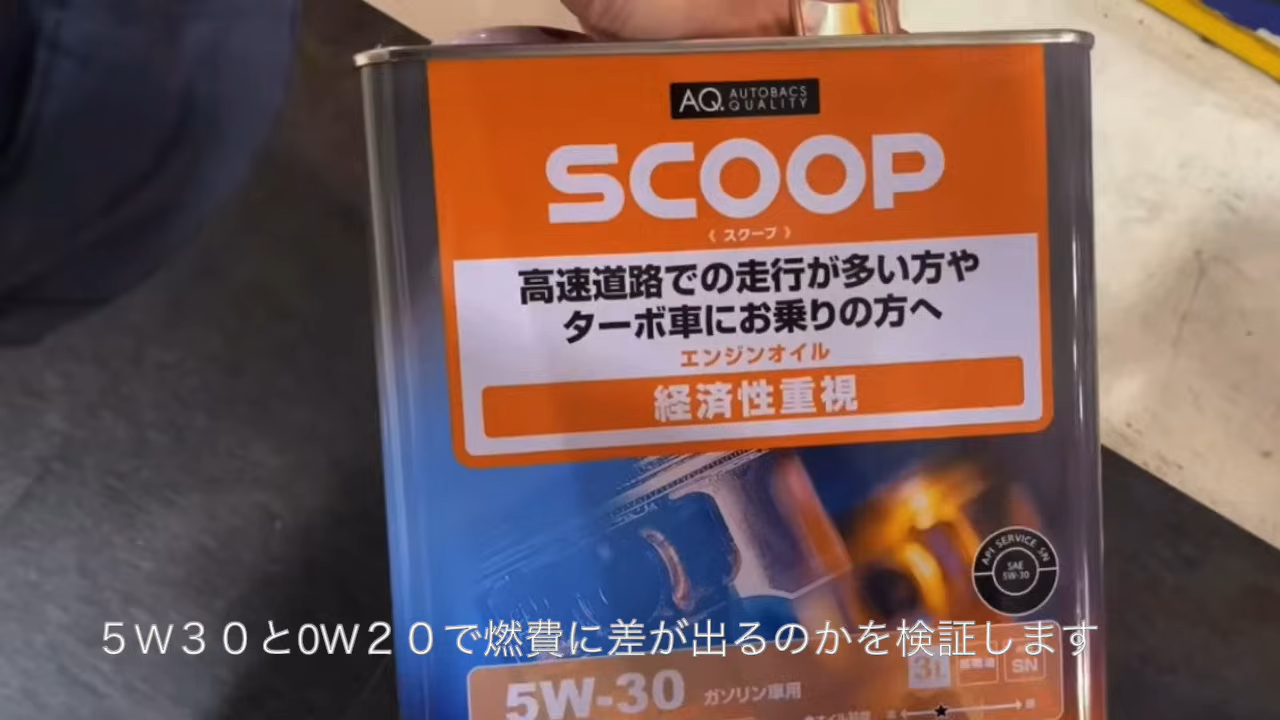 AQ. AUTOBACS QUALITY
SCOOP
《 スクープ 》
高速道路での走行が多い方や
ターボ車にお乗りの方へ
エンジンオイル
経済性重視
API SERVICE SN
SAE
5W-30
５W３０と0W２０で燃費に差が出るのかを検証します
3L
SN
5W-30 ガソリン車用